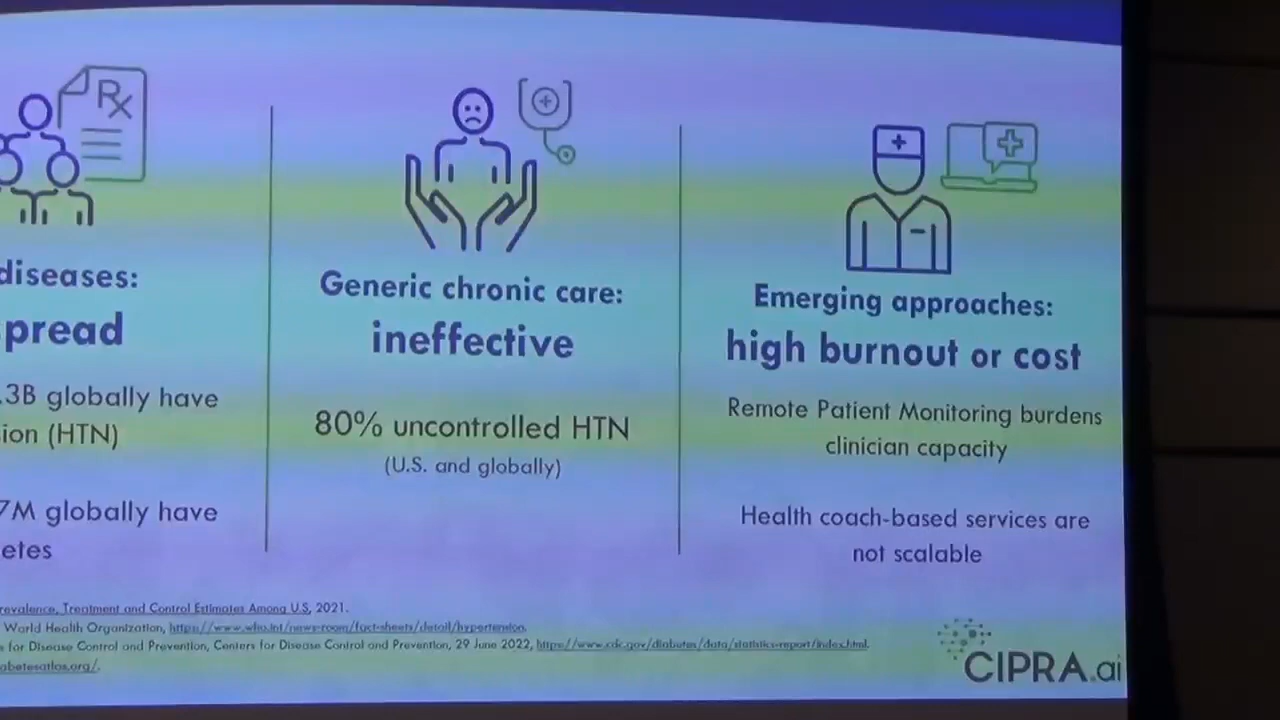 Rx
diseases:
pread
.3B globally have
ion (HTN)
7M globally have
etes
Generic chronic care:
ineffective
80% uncontrolled HTN
(U.S. and globally)
Emerging approaches:
high burnout or cost
Remote Patient Monitoring burdens
clinician capacity
Health coach-based services are
not scalable
revalence, Treatment and Control Estimates Among U.S, 2021.
World Health Organization, https://www.who.int/news-room/fact-sheets/detail/hypertension.
s for Disease Control and Prevention, Centers for Disease Control and Prevention, 29 June 2022, https://www.cdc.gov/diabetes/data/statistics-report/index.html.
abetesatlas.org/.
CIPRA.ai